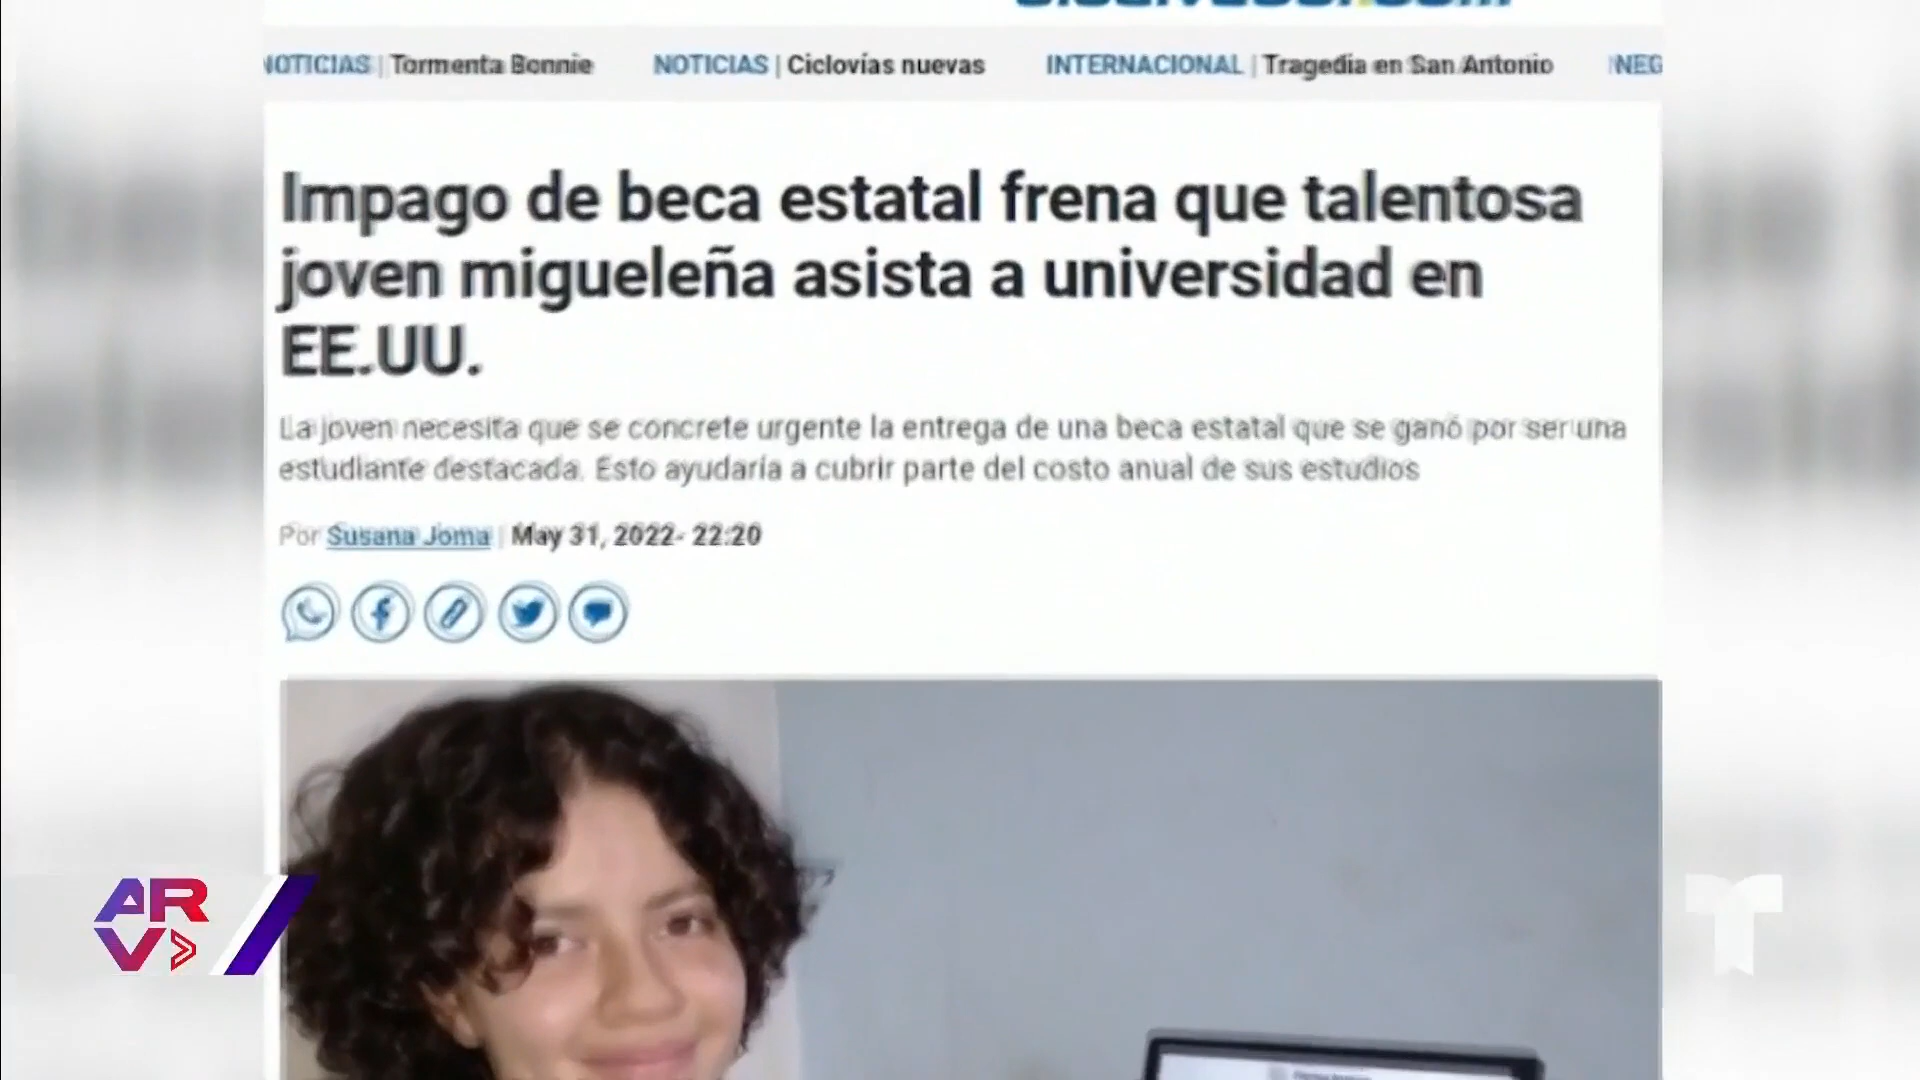 NOTICIAS | Tormenta Bonnie NOTICIAS | Ciclovías nuevas INTERNACIONAL | Tragedia en San Antonio NEG
Impago de beca estatal frena que talentosa
joven migueleña asista a universidad en
EE.UU.
La joven necesita que se concrete urgente la entrega de una beca estatal que se ganó por ser una
estudiante destacada. Esto ayudaría a cubrir parte del costo anual de sus estudios
Por Susana Joma | May 31, 2022- 22:20
ARV
T